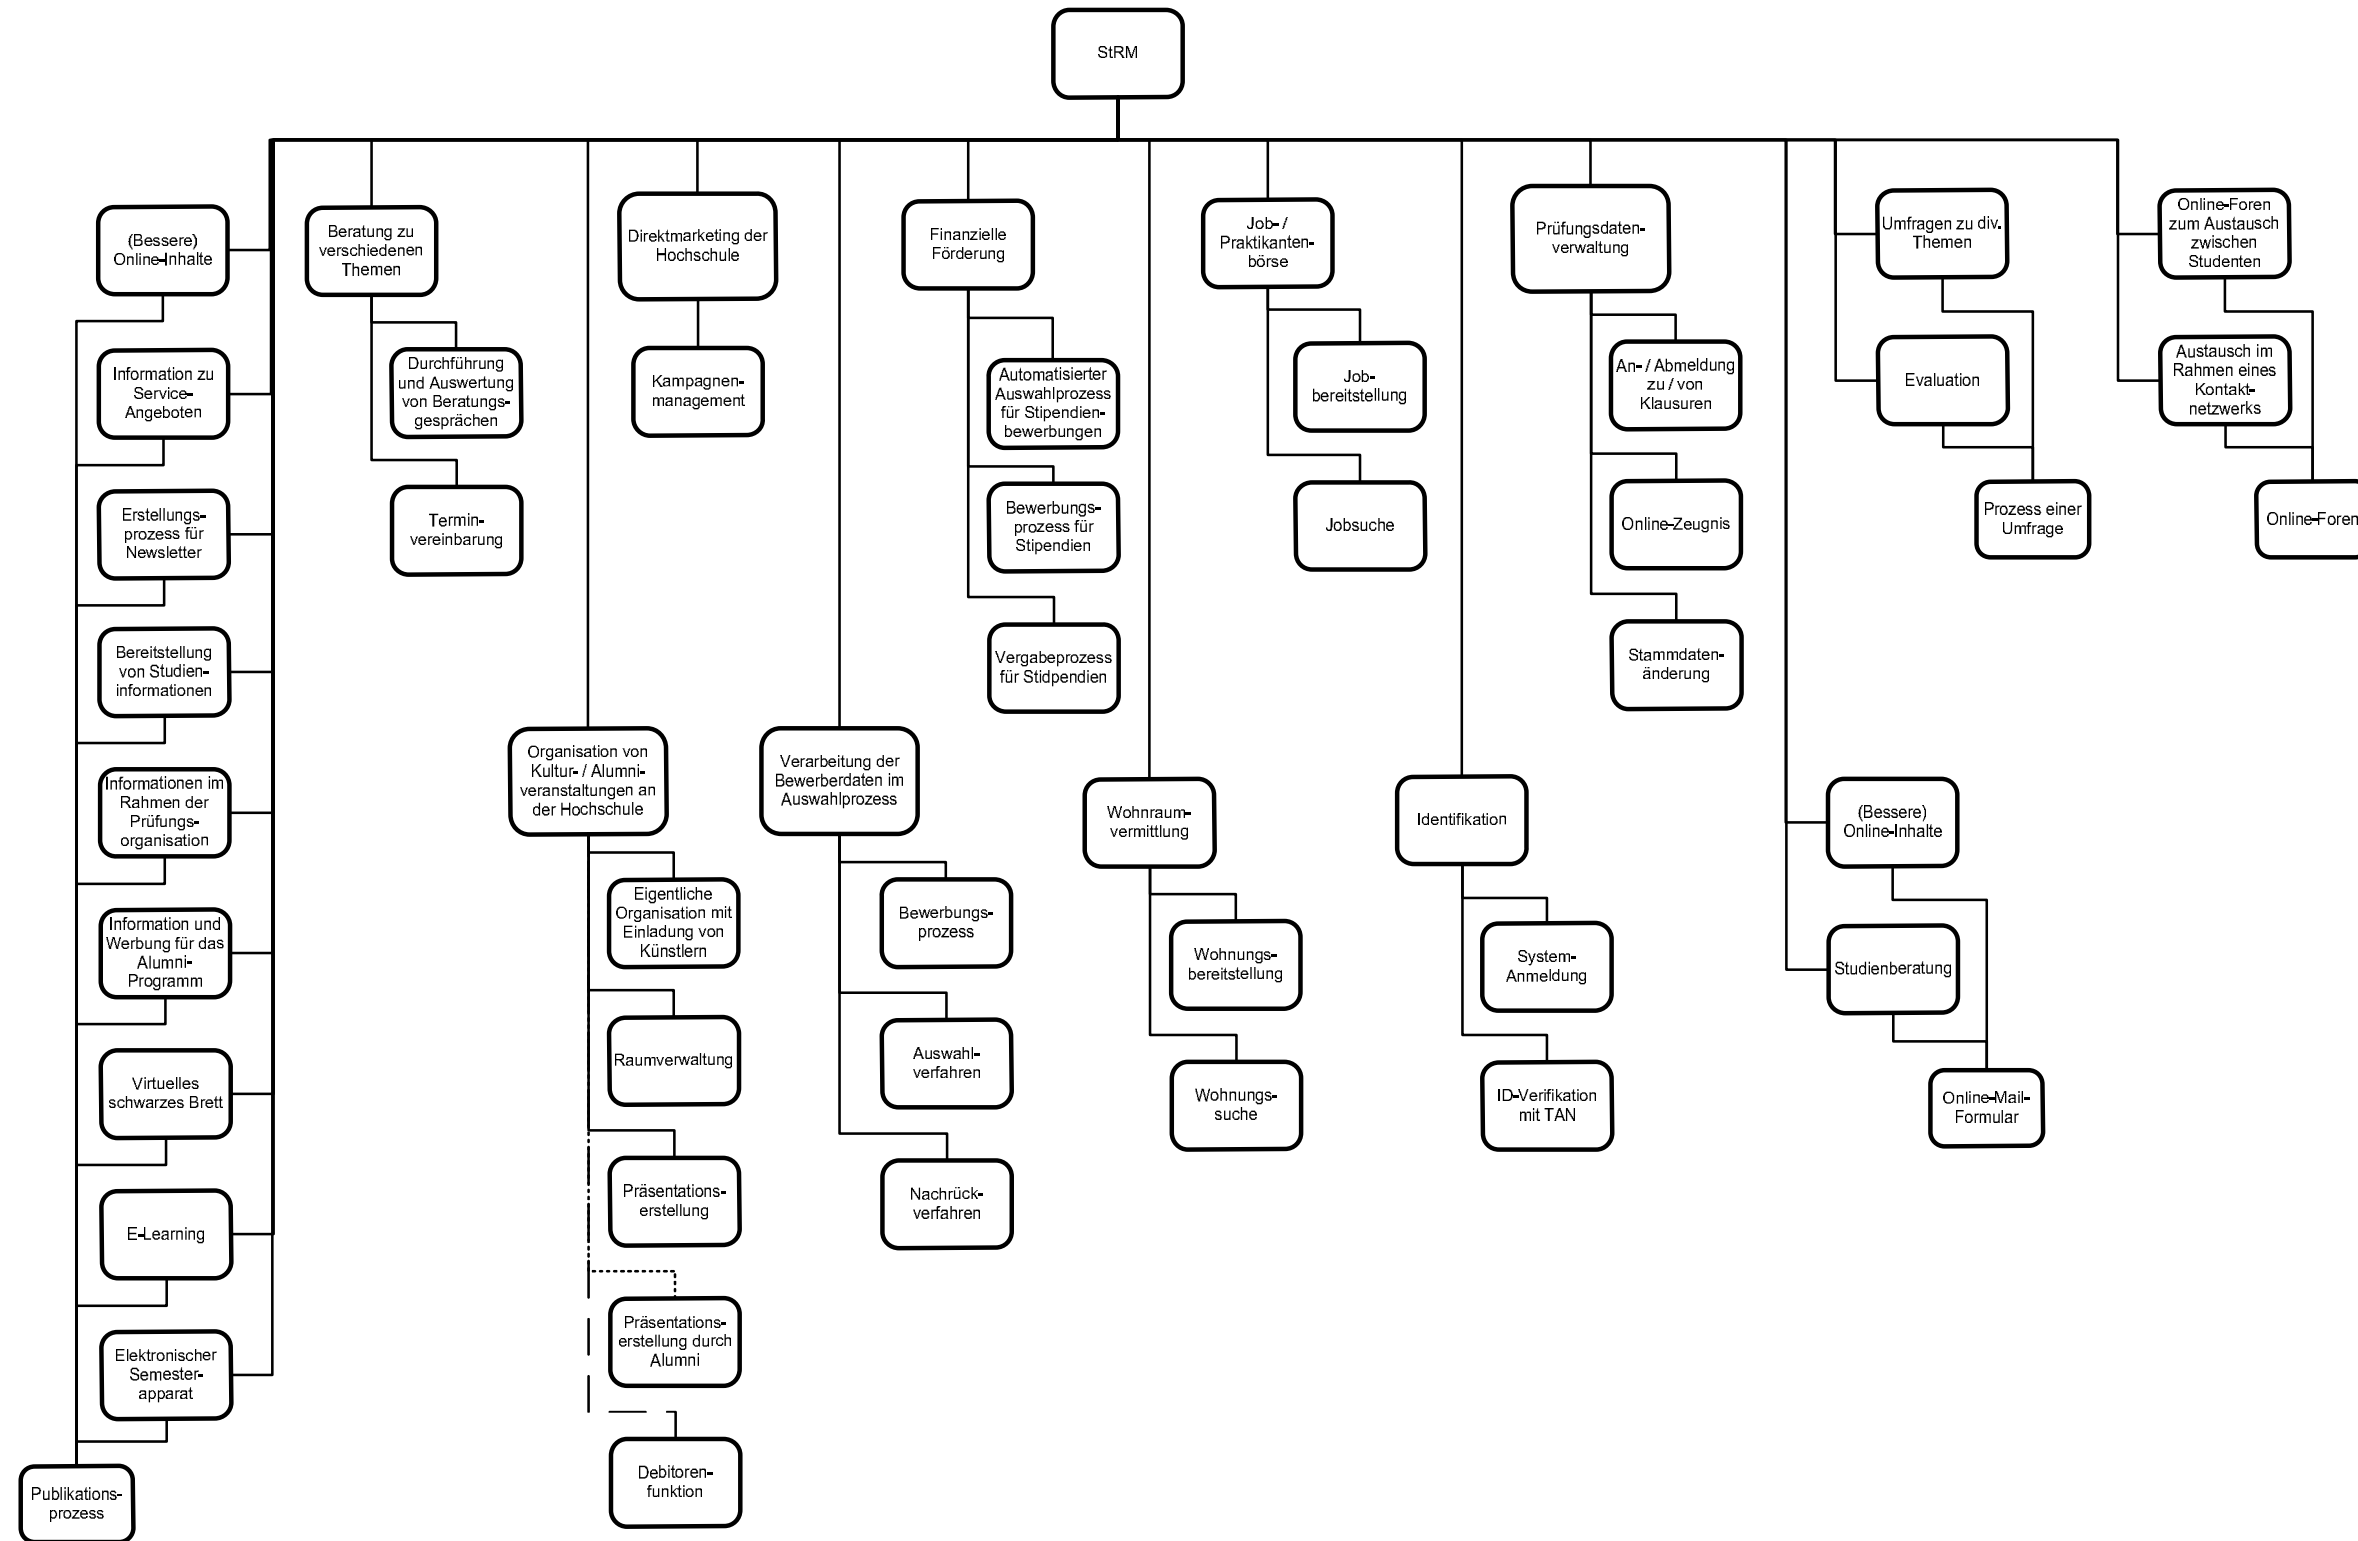 StRM
(Bessere)
Online-Inhalte
Information zu
Service-
Angeboten
Erstellungs-
prozess für
Newsletter
Bereitstellung
von Studien-
informationen
Informationen im
Rahmen der
Prüfungs-
organisation
Information und
Werbung für das
Alumni-
Programm
Virtuelles
schwarzes Brett
E-Learning
Elektronischer
Semester-
apparat
Publikations-
prozess
Beratung zu
verschiedenen
Themen
Durchführung
und Auswertung
von Beratungs-
gesprächen
Termin-
vereinbarung
Organisation von
Kultur- / Alumni-
veranstaltungen an
der Hochschule
Eigentliche
Organisation mit
Einladung von
Künstlern
Raumverwaltung
Präsentations-
erstellung
Präsentations-
erstellung durch
Alumni
Debitoren-
funktion
Direktmarketing der
Hochschule
Kampagnen-
management
Verarbeitung der
Bewerberdaten im
Auswahlprozess
Bewerbungs-
prozess
Auswahl-
verfahren
Nachrück-
verfahren
Finanzielle
Förderung
Automatisierter
Auswahlprozess
für Stipendien-
bewerbungen
Bewerbungs-
prozess für
Stipendien
Vergabeprozess
für Stidpendien
Wohnraum-
vermittlung
Wohnungs-
bereitstellung
Wohnungs-
suche
Job- /
Praktikanten-
börse
Job-
bereitstellung
Jobsuche
Identifikation
System-
Anmeldung
ID-Verifikation
mit TAN
Prüfungsdaten-
verwaltung
An- / Abmeldung
zu / von
Klausuren
Online-Zeugnis
Stammdaten-
änderung
(Bessere)
Online-Inhalte
Studienberatung
Online-Mail-
Formular
Umfragen zu div.
Themen
Evaluation
Prozess einer
Umfrage
Online-Foren
zum Austausch
zwischen
Studenten
Austausch im
Rahmen eines
Kontakt-
netzwerks
Online-Foren